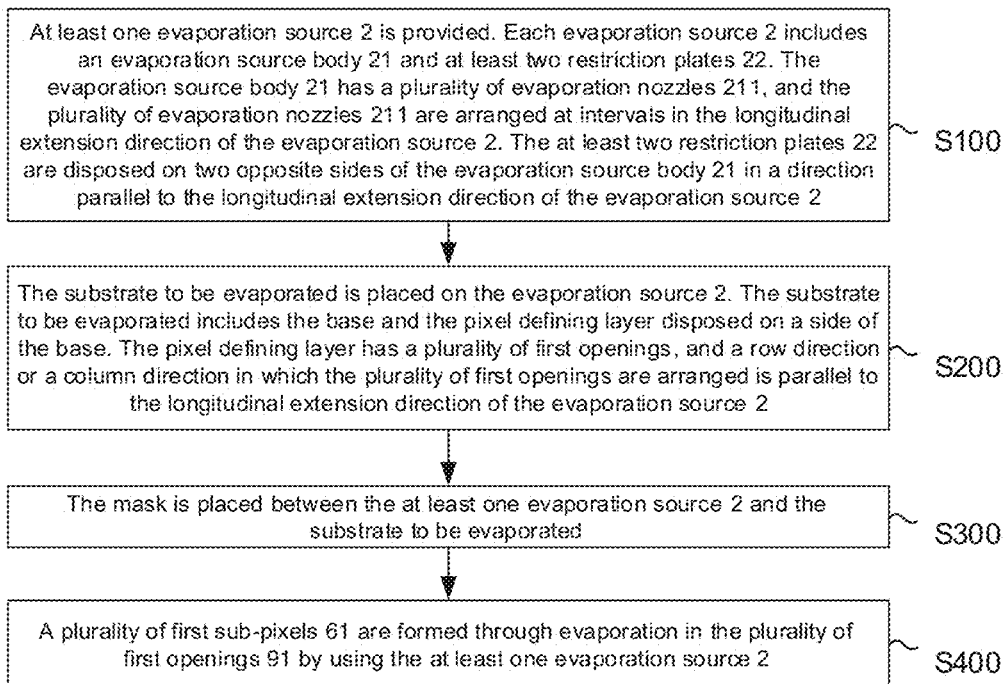 At least one evaporation source 2 is provided. Each evaporation source 2 includes
an evaporation source body 21 and at least two restriction plates 22. The
evaporation source body 21 has a plurality of evaporation nozzles 211, and the
plurality of evaporation nozzles 211 are arranged at intervals in the longitudinal
extension direction of the evaporation source 2. The at least two restriction plates 22
are disposed on two opposite sides of the evaporation source body 21 in a direction
parallel to the longitudinal extension direction of the evaporation source 2
S100
The substrate to be evaporated is placed on the evaporation source 2. The substrate
to be evaporated includes the base and the pixel defining layer disposed on a side of
the base. The pixel defining layer has a plurality of first openings, and a row direction
or a column direction in which the plurality of first openings are arranged is parallel to
the longitudinal extension direction of the evaporation source 2
S200
The mask is placed between the at least one evaporation source 2 and the
substrate to be evaporated
S300
A plurality of first sub-pixels 61 are formed through evaporation in the plurality of
first openings 91 by using the at least one evaporation source 2
S400